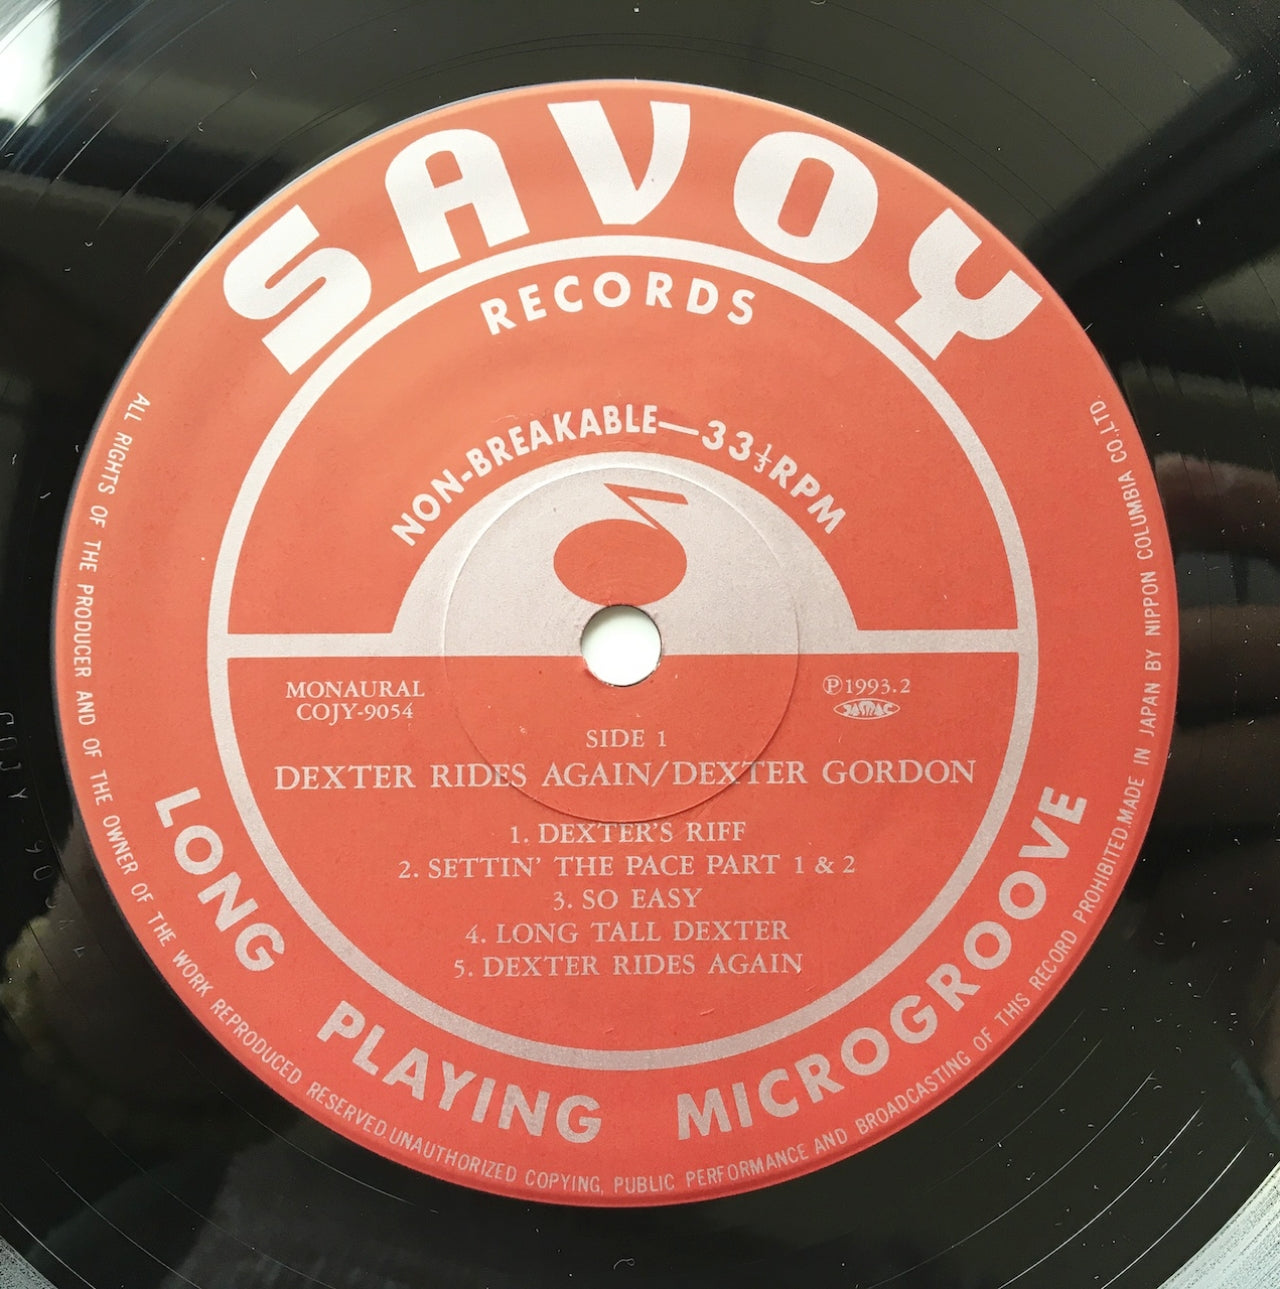 SAVOY
RECORDS
NON-BREAKABLE—33⅓RPM
MONAURAL
COJY-9054
℗1993.2
JASRAC
SIDE 1
DEXTER RIDES AGAIN/DEXTER GORDON
1. DEXTER'S RIFF
2. SETTIN' THE PACE PART 1 & 2
3. SO EASY
4. LONG TALL DEXTER
5. DEXTER RIDES AGAIN
LONG PLAYING MICROGROOVE
ALL RIGHTS OF THE PRODUCER AND OF THE OWNER OF THE WORK REPRODUCED RESERVED.UNAUTHORIZED COPYING, PUBLIC PERFORMANCE AND BROADCASTING OF THIS RECORD PROHIBITED.MADE IN JAPAN BY NIPPON COLUMBIA CO.,LTD.